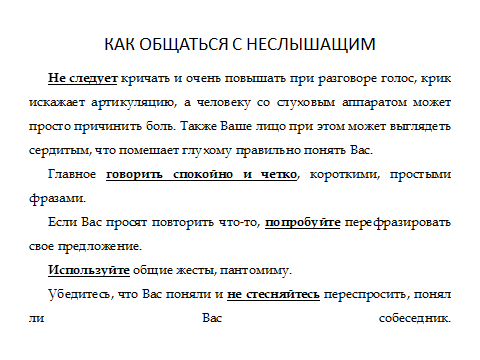 КАК ОБЩАТЬСЯ С НЕСЛЫШАЩИМ
Не следует кричать и очень повышать при разговоре голос, крик
искажает артикуляцию, а человеку со слуховым аппаратом может
просто причинить боль. Также Ваше лицо при этом может выглядеть
сердитым, что помешает глухому правильно понять Вас.
Главное говорить спокойно и четко, короткими, простыми
фразами.
Если Вас просят повторить что-то, попробуйте перефразировать
свое предложение.
Используйте общие жесты, пантомиму.
Убедитесь, что Вас поняли и не стесняйтесь переспросить, понял
ли Вас собеседник.